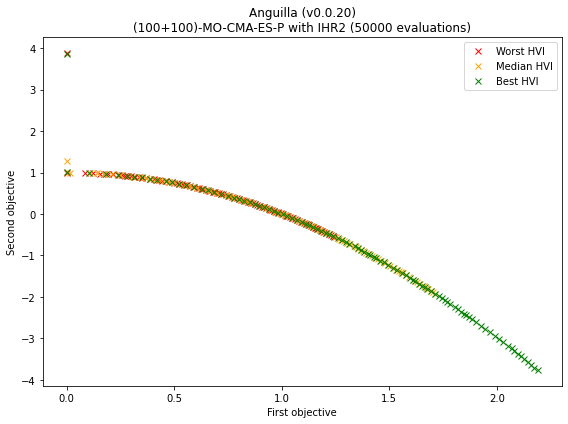 Anguilla (v0.0.20)
(100+100)-MO-CMA-ES-P with IHR2 (50000 evaluations)
Worst HVI
Median HVI
Best HVI
Second objective
4
3
2
1
0
−1
−2
−3
−4
0.0 0.5 1.0 1.5 2.0
First objective